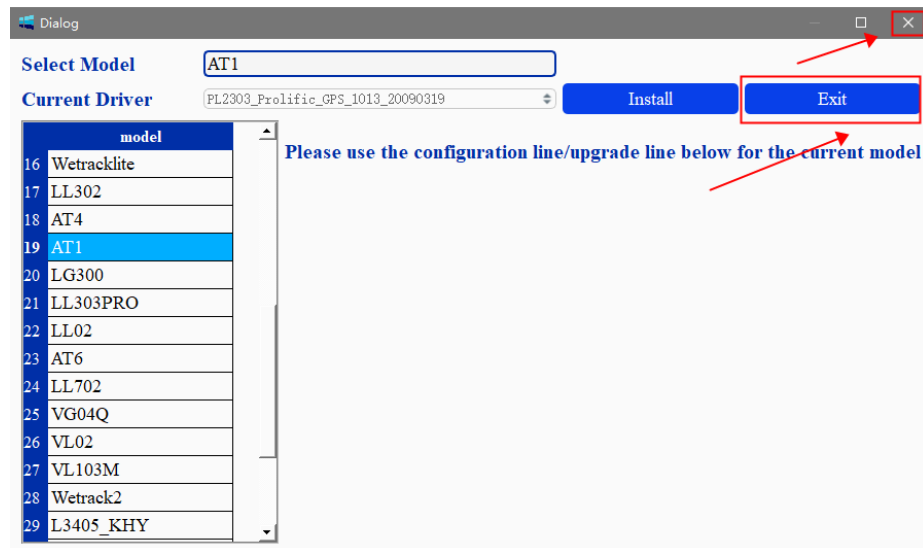 Dialog
Select Model AT1
Current Driver PL2303_Prolific_GPS_1013_20090319 Install Exit
model
Please use the configuration line/upgrade line below for the current model
16 Wetracklite
17 LL302
18 AT4
19 AT1
20 LG300
21 LL303PRO
22 LL02
23 AT6
24 LL702
25 VG04Q
26 VL02
27 VL103M
28 Wetrack2
29 L3405_KHY